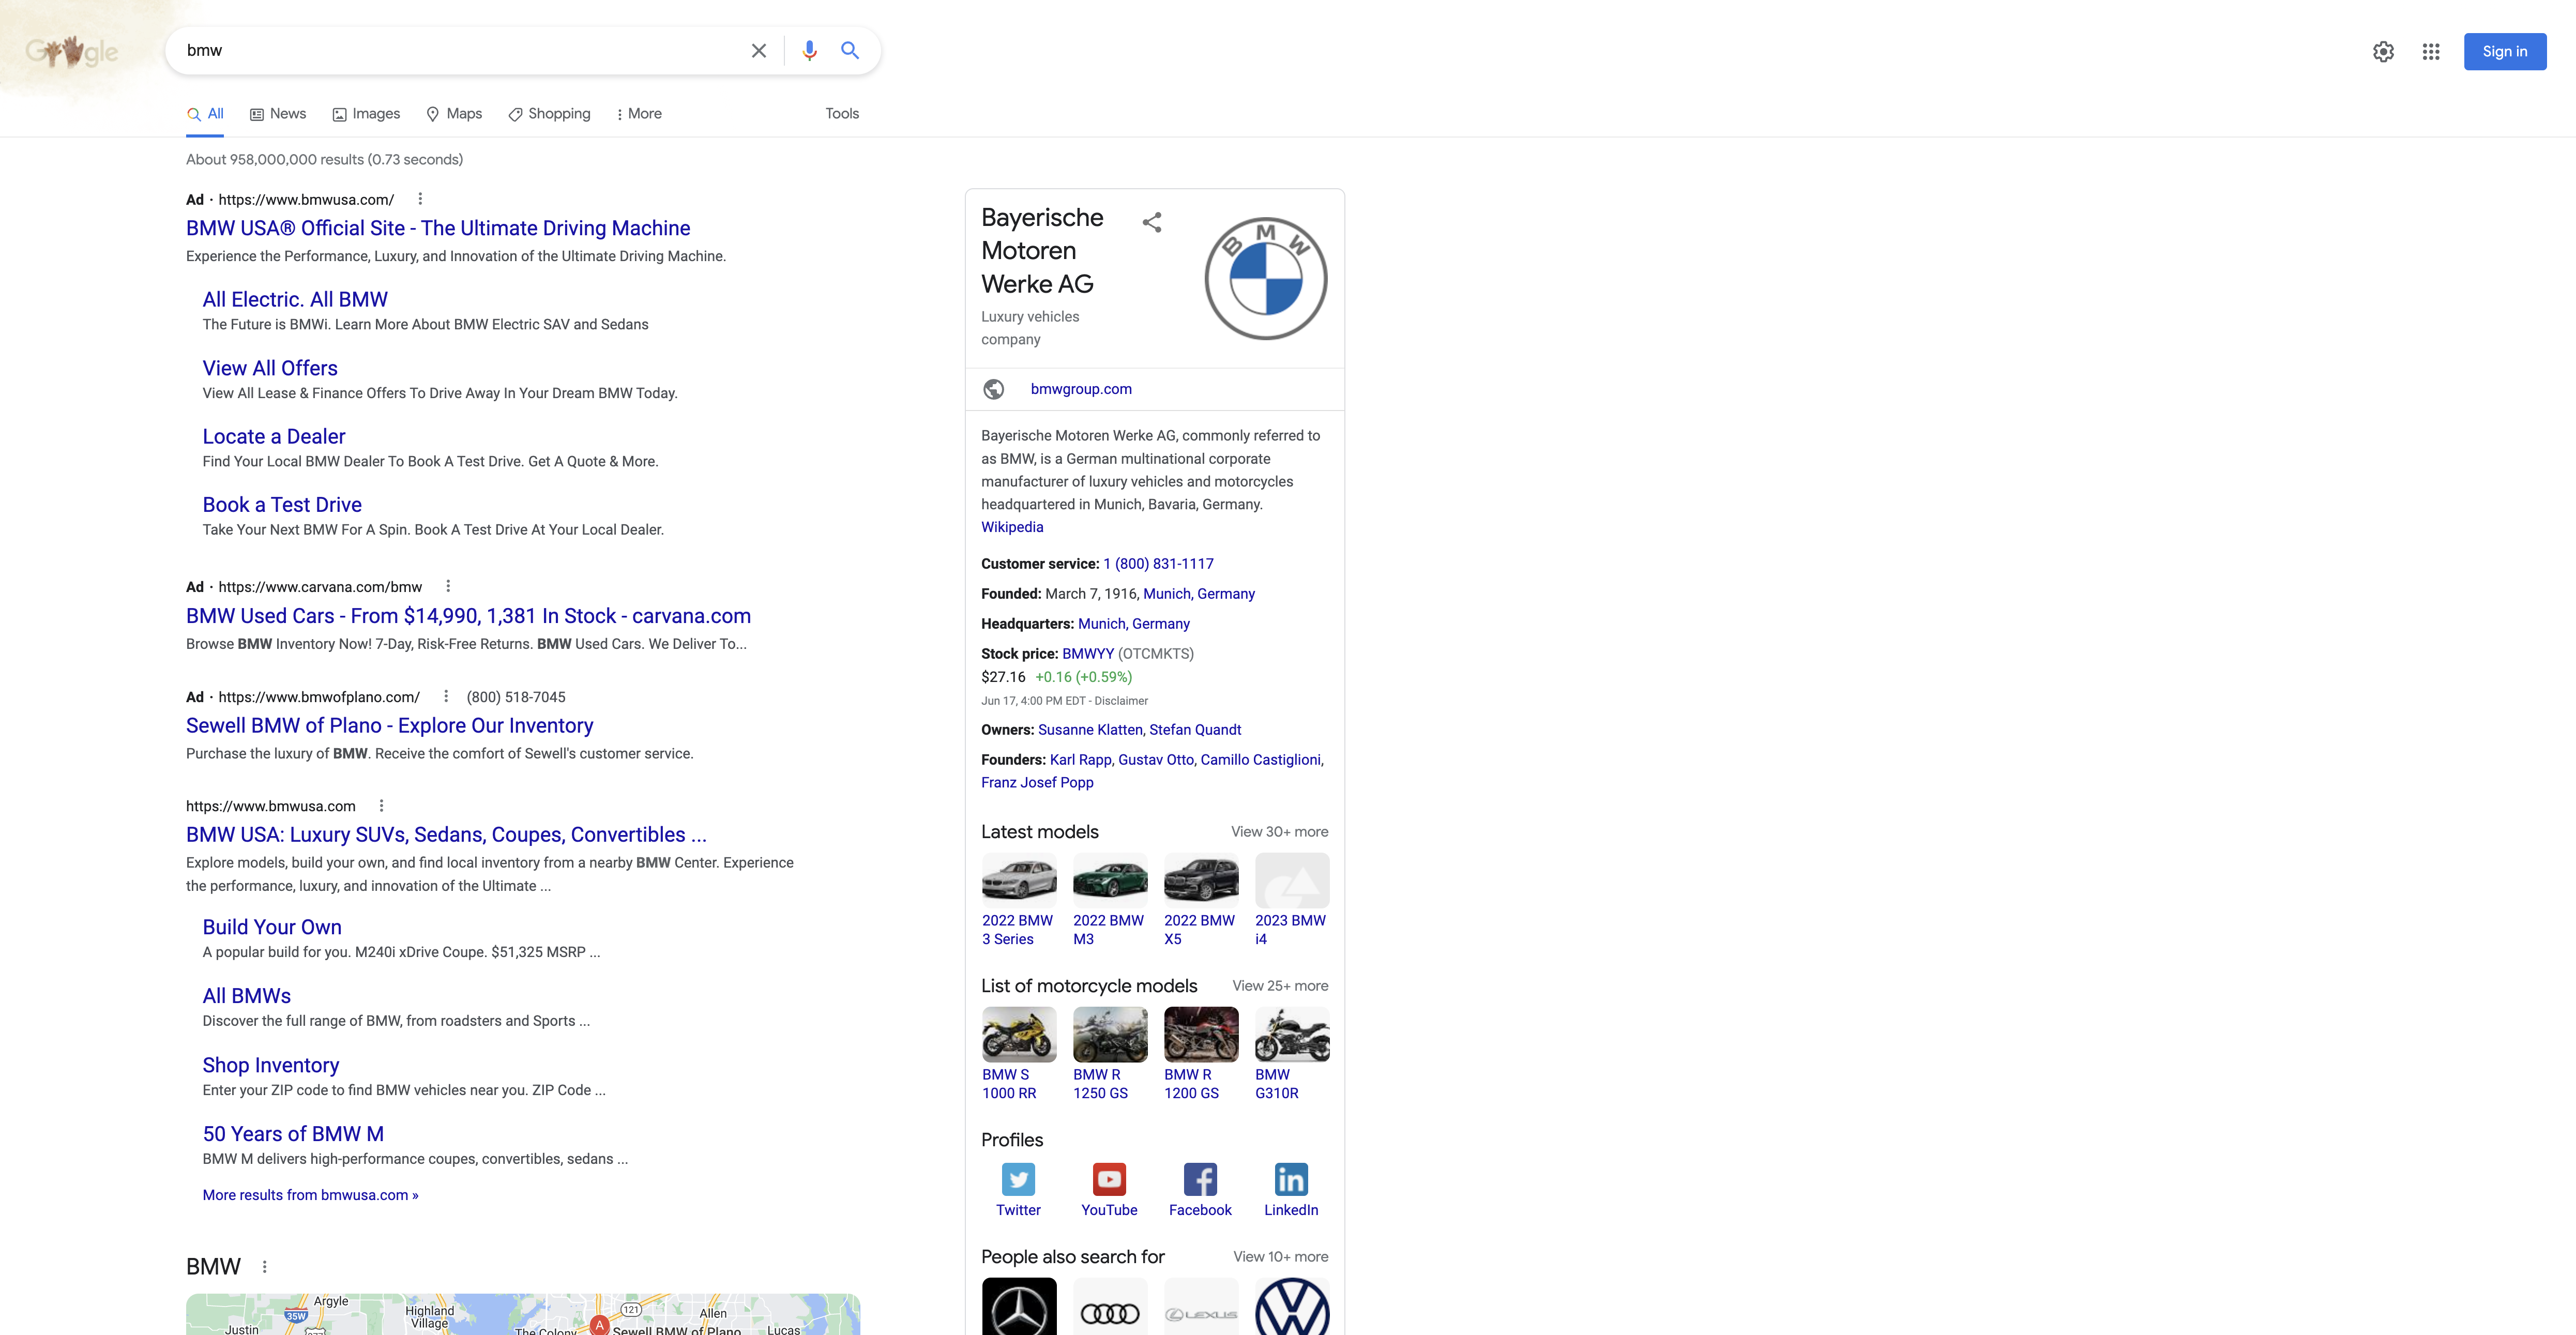 Google
bmw
Sign in
All
News
Images
Maps
Shopping
More
Tools
About 958,000,000 results (0.73 seconds)
Ad · https://www.bmwusa.com/
BMW USA® Official Site - The Ultimate Driving Machine
Experience the Performance, Luxury, and Innovation of the Ultimate Driving Machine.
All Electric. All BMW
The Future is BMWi. Learn More About BMW Electric SAV and Sedans
View All Offers
View All Lease & Finance Offers To Drive Away In Your Dream BMW Today.
Locate a Dealer
Find Your Local BMW Dealer To Book A Test Drive. Get A Quote & More.
Book a Test Drive
Take Your Next BMW For A Spin. Book A Test Drive At Your Local Dealer.
Ad · https://www.carvana.com/bmw
BMW Used Cars - From $14,990, 1,381 In Stock - carvana.com
Browse BMW Inventory Now! 7-Day, Risk-Free Returns. BMW Used Cars. We Deliver To...
Ad · https://www.bmwofplano.com/ (800) 518-7045
Sewell BMW of Plano - Explore Our Inventory
Purchase the luxury of BMW. Receive the comfort of Sewell's customer service.
https://www.bmwusa.com
BMW USA: Luxury SUVs, Sedans, Coupes, Convertibles ...
Explore models, build your own, and find local inventory from a nearby BMW Center. Experience
the performance, luxury, and innovation of the Ultimate ...
Build Your Own
A popular build for you. M240i xDrive Coupe. $51,325 MSRP ...
All BMWs
Discover the full range of BMW, from roadsters and Sports ...
Shop Inventory
Enter your ZIP code to find BMW vehicles near you. ZIP Code ...
50 Years of BMW M
BMW M delivers high-performance coupes, convertibles, sedans ...
More results from bmwusa.com »
BMW
Argyle
35W
Highland
Village
121
Allen
Justin
The Colony
A
Sewell BMW of Plano
Lucas
Bayerische
Motoren
Werke AG
BMW
Luxury vehicles
company
bmwgroup.com
Bayerische Motoren Werke AG, commonly referred to
as BMW, is a German multinational corporate
manufacturer of luxury vehicles and motorcycles
headquartered in Munich, Bavaria, Germany.
Wikipedia
Customer service: 1 (800) 831-1117
Founded: March 7, 1916, Munich, Germany
Headquarters: Munich, Germany
Stock price: BMWYY (OTCMKTS)
$27.16 +0.16 (+0.59%)
Jun 17, 4:00 PM EDT - Disclaimer
Owners: Susanne Klatten, Stefan Quandt
Founders: Karl Rapp, Gustav Otto, Camillo Castiglioni,
Franz Josef Popp
Latest models View 30+ more
2022 BMW
3 Series
2022 BMW
M3
2022 BMW
X5
2023 BMW
i4
List of motorcycle models View 25+ more
BMW S
1000 RR
BMW R
1250 GS
BMW R
1200 GS
BMW
G310R
Profiles
Twitter
YouTube
Facebook
LinkedIn
People also search for View 10+ more
LEXUS